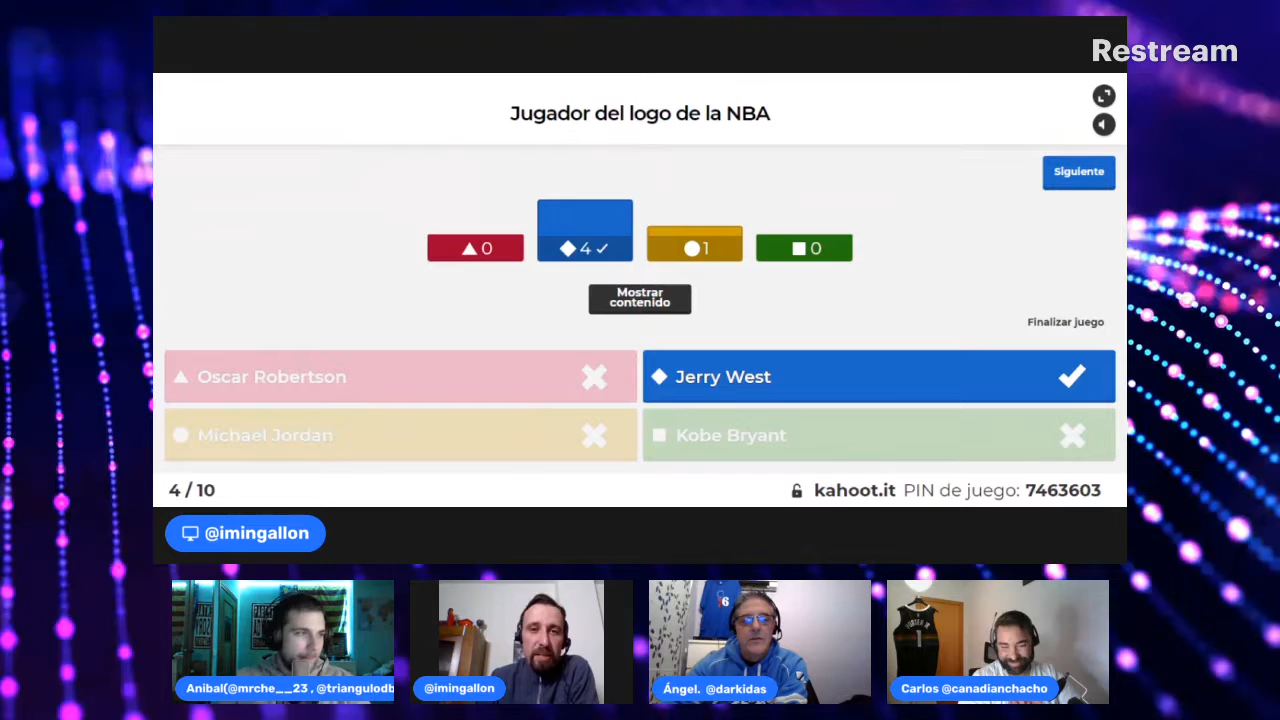 Restream
Jugador del logo de la NBA
Siguiente
0
4
1
0
Mostrar
contenido
Finalizar juego
Oscar Robertson
Jerry West
Michael Jordan
Kobe Bryant
4 / 10
kahoot.it PIN de juego: 7463603
@imingallon
Anibal(@mrche__23 , @triangulodb
@imingallon
Ángel. @darkidas
Carlos @canadianchacho